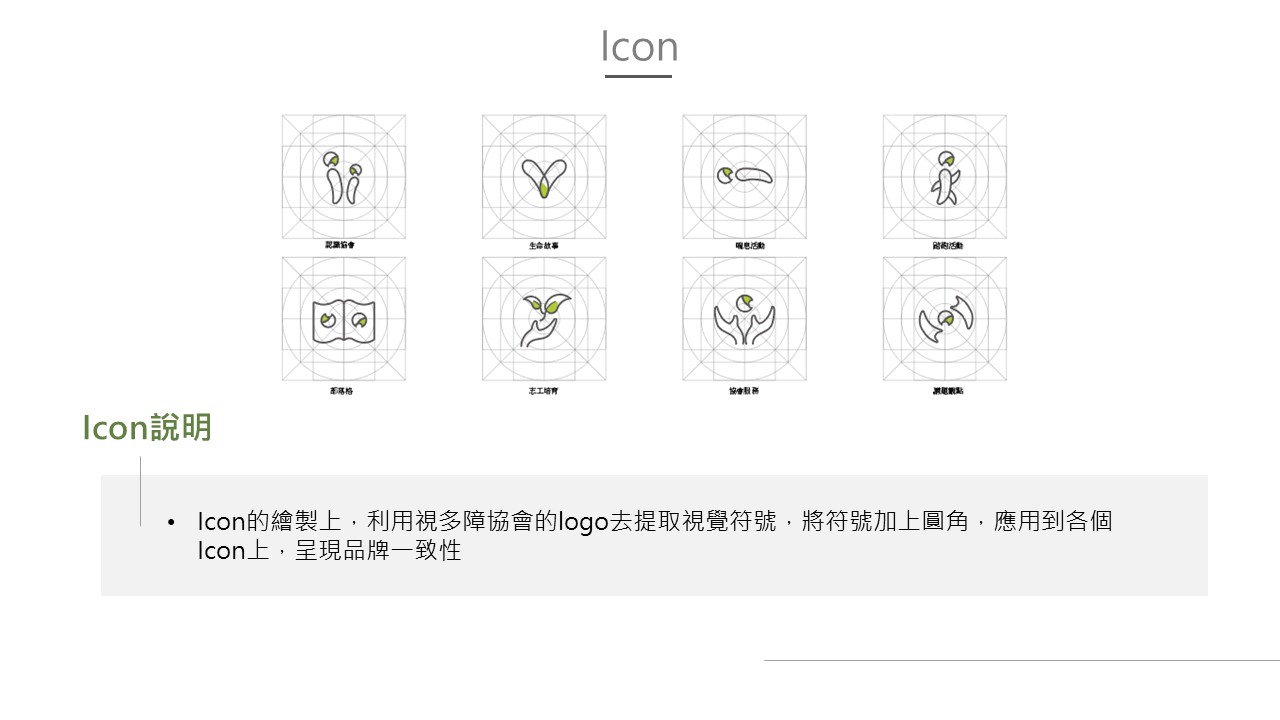 Icon
認識協會
生命故事
喘息活動
路跑活動
部落格
志工培育
協會服務
議題觀點
Icon說明
• Icon的繪製上，利用視多障協會的logo去提取視覺符號，將符號加上圓角，應用到各個
Icon上，呈現品牌一致性